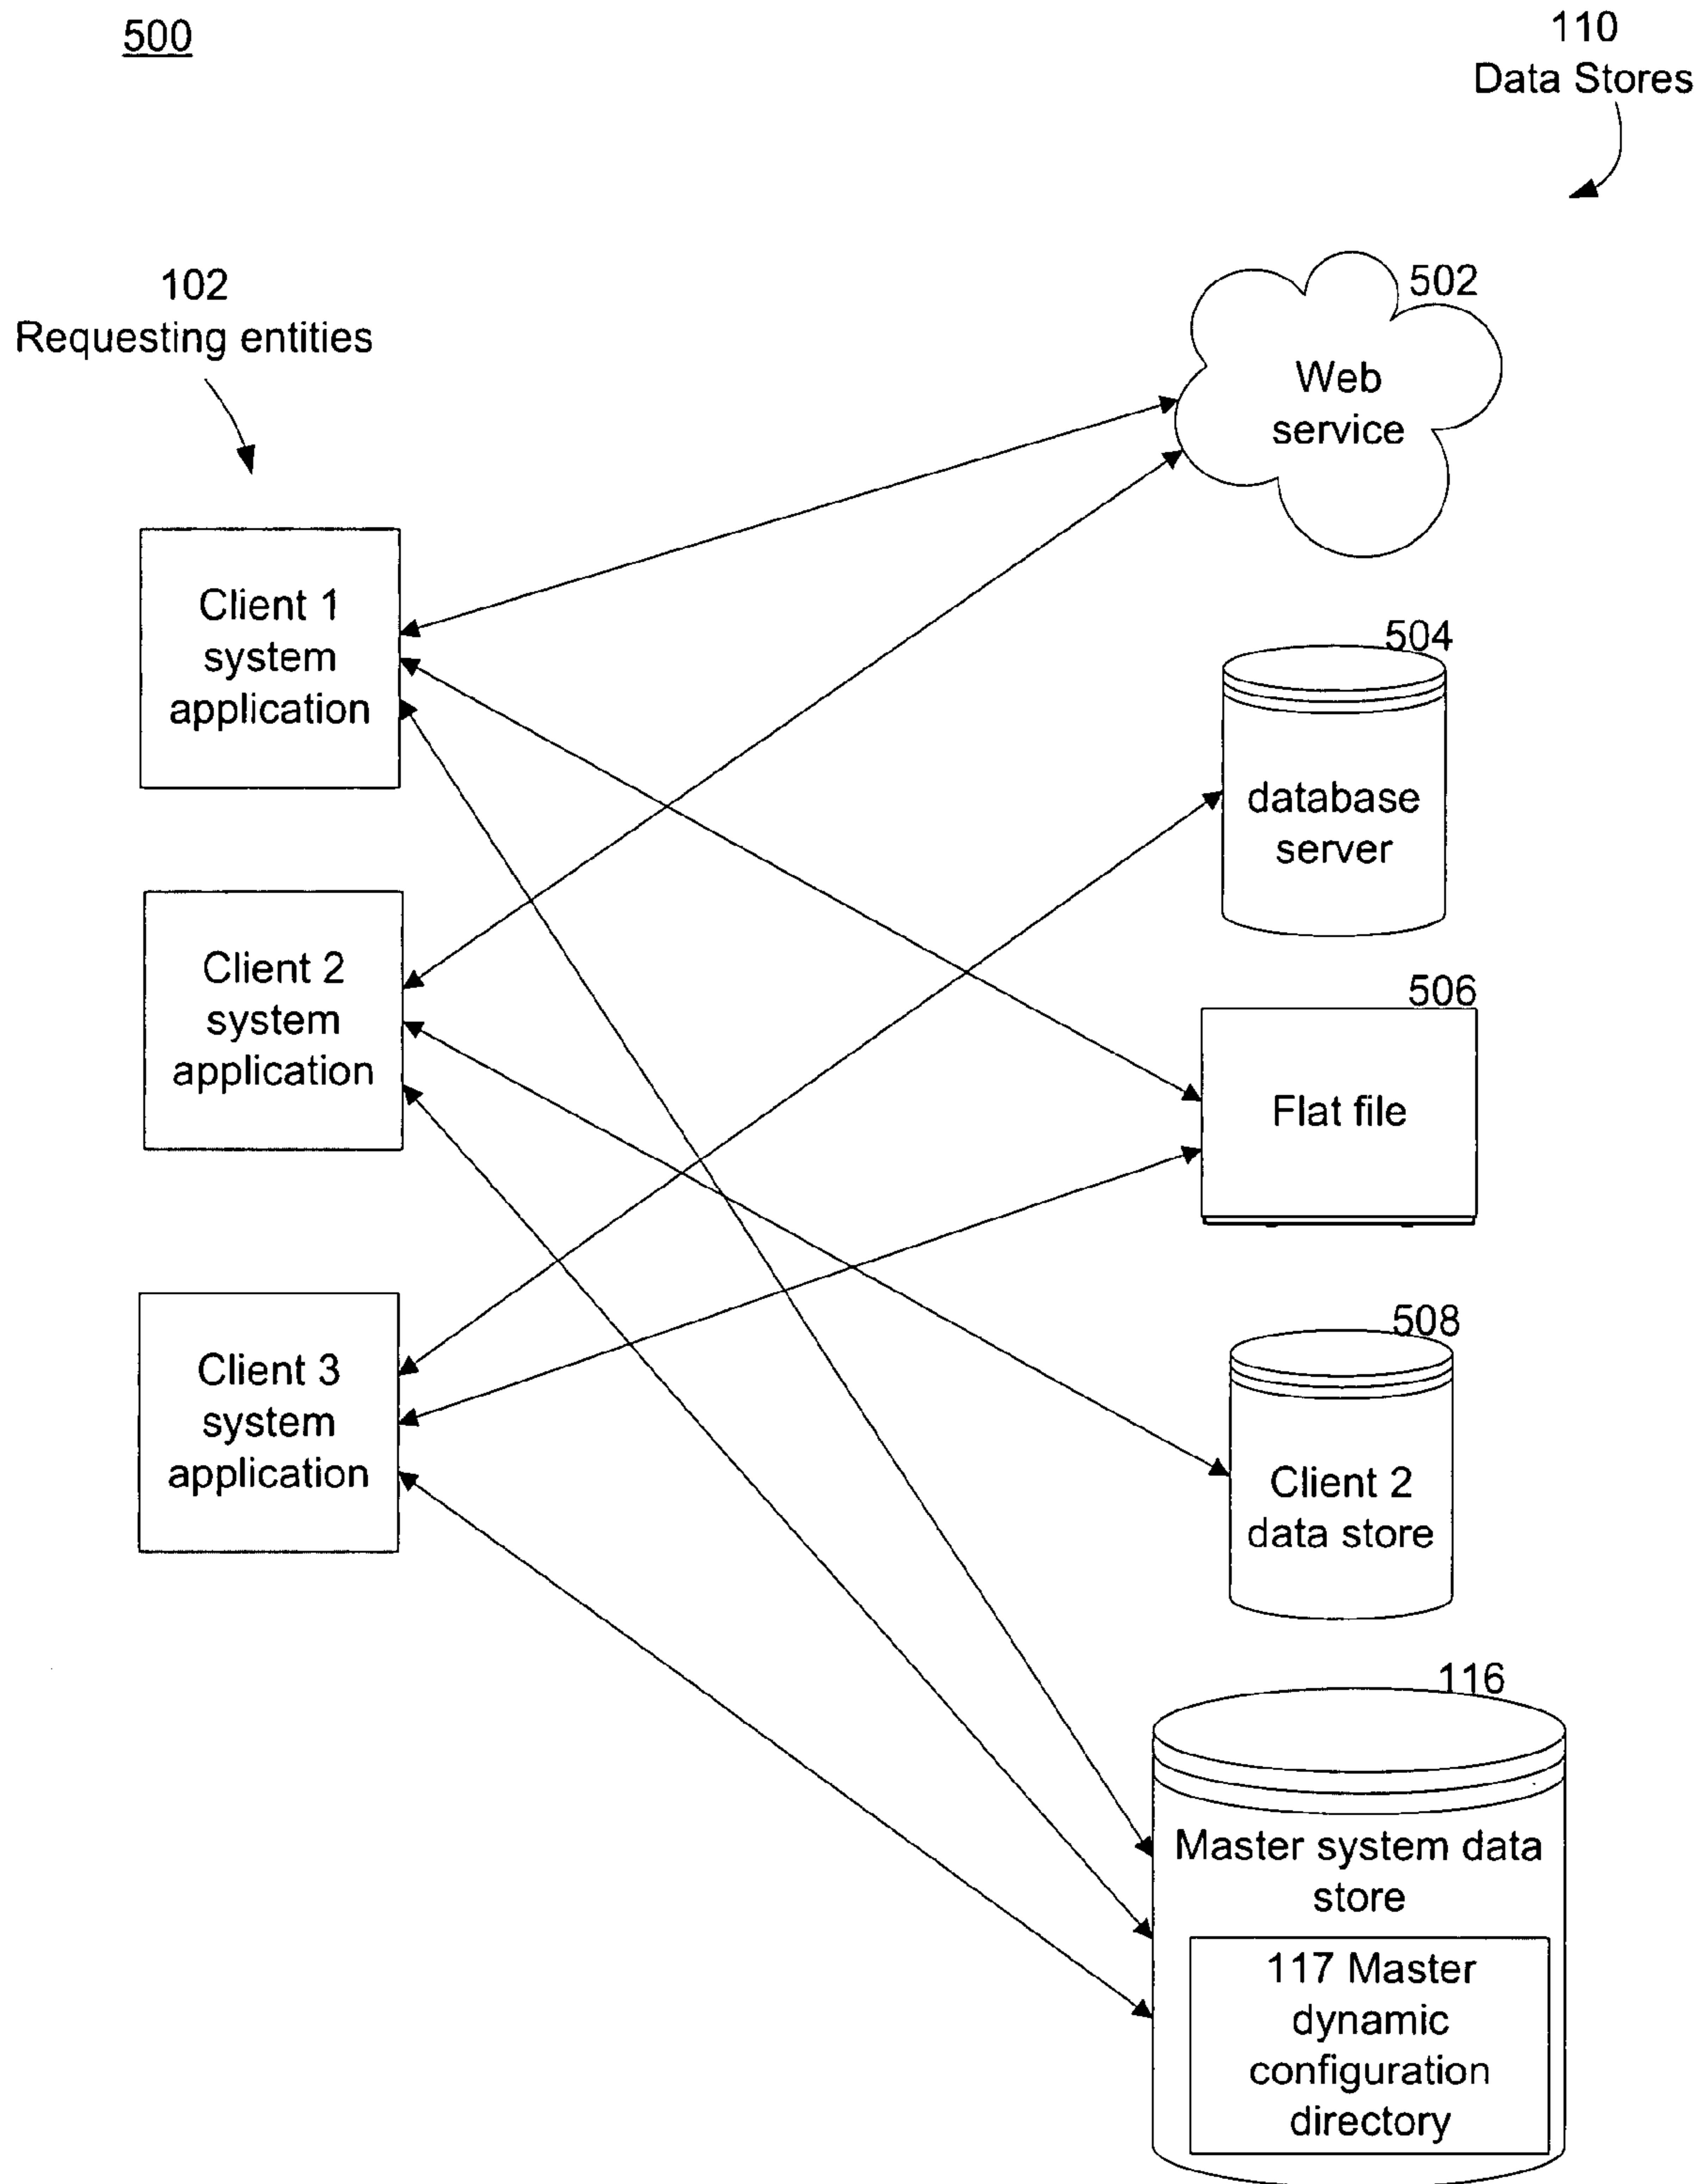 500
110
Data Stores
102
Requesting entities
502
Web
service
Client 1
system
application
504
database
server
Client 2
system
application
506
Flat file
Client 3
system
application
508
Client 2
data store
116
Master system data
store
117 Master
dynamic
configuration
directory